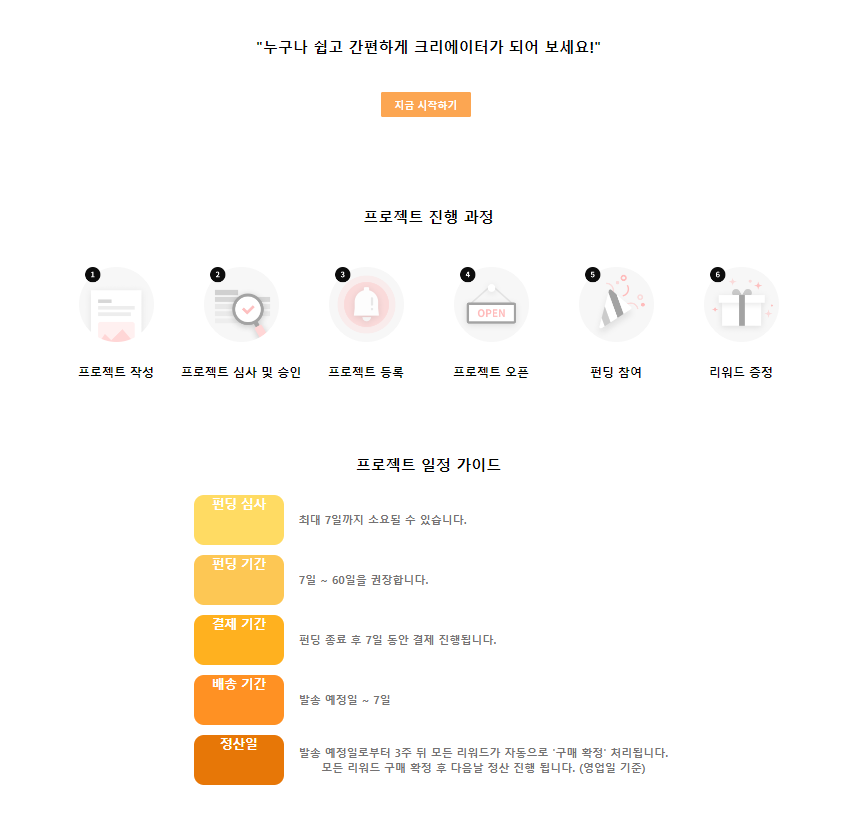 "누구나 쉽고 간편하게 크리에이터가 되어 보세요!"
지금 시작하기
프로젝트 진행 과정
1 2 3 4 5 6
OPEN
프로젝트 작성 프로젝트 심사 및 승인 프로젝트 등록 프로젝트 오픈 펀딩 참여 리워드 증정
프로젝트 일정 가이드
펀딩 심사
최대 7일까지 소요될 수 있습니다.
펀딩 기간
7일 ~ 60일을 권장합니다.
결제 기간
펀딩 종료 후 7일 동안 결제 진행됩니다.
배송 기간
발송 예정일 ~ 7일
정산일
발송 예정일로부터 3주 뒤 모든 리워드가 자동으로 '구매 확정' 처리됩니다.
모든 리워드 구매 확정 후 다음날 정산 진행 됩니다. (영업일 기준)